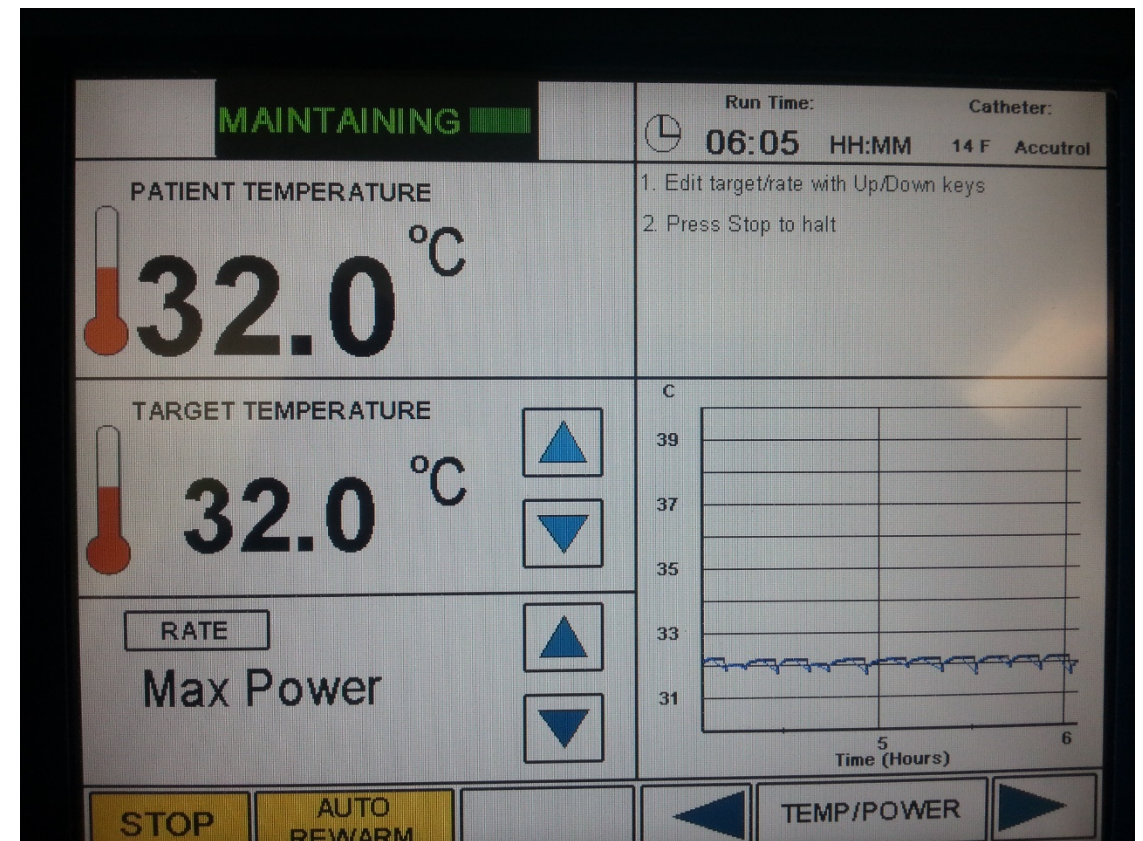 MAINTAINING
Run Time:
Catheter:
06:05 HH:MM 14 F Accutrol
PATIENT TEMPERATURE
32.0 °C
1. Edit target/rate with Up/Down keys
2. Press Stop to halt
TARGET TEMPERATURE
32.0 °C
RATE
Max Power
C
39
37
35
33
31
5
6
Time (Hours)
STOP
AUTO
REWARM
TEMP/POWER